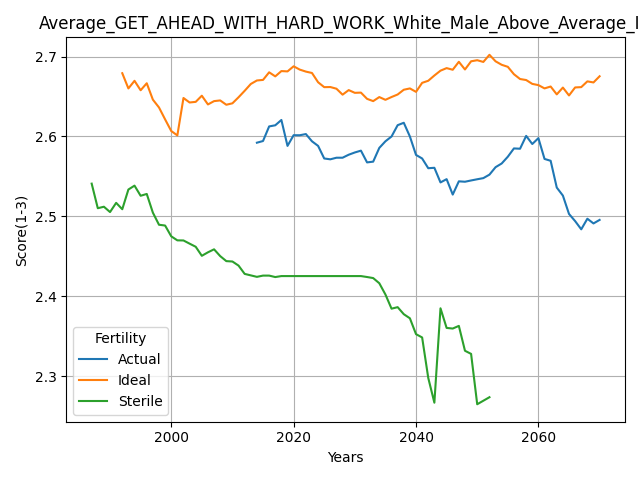 Average_GET_AHEAD_WITH_HARD_WORK_White_Male_Above_Average_I
Score(1-3)
2.7
2.6
2.5
2.4
2.3
Fertility
Actual
Ideal
Sterile
2000 2020 2040 2060
Years